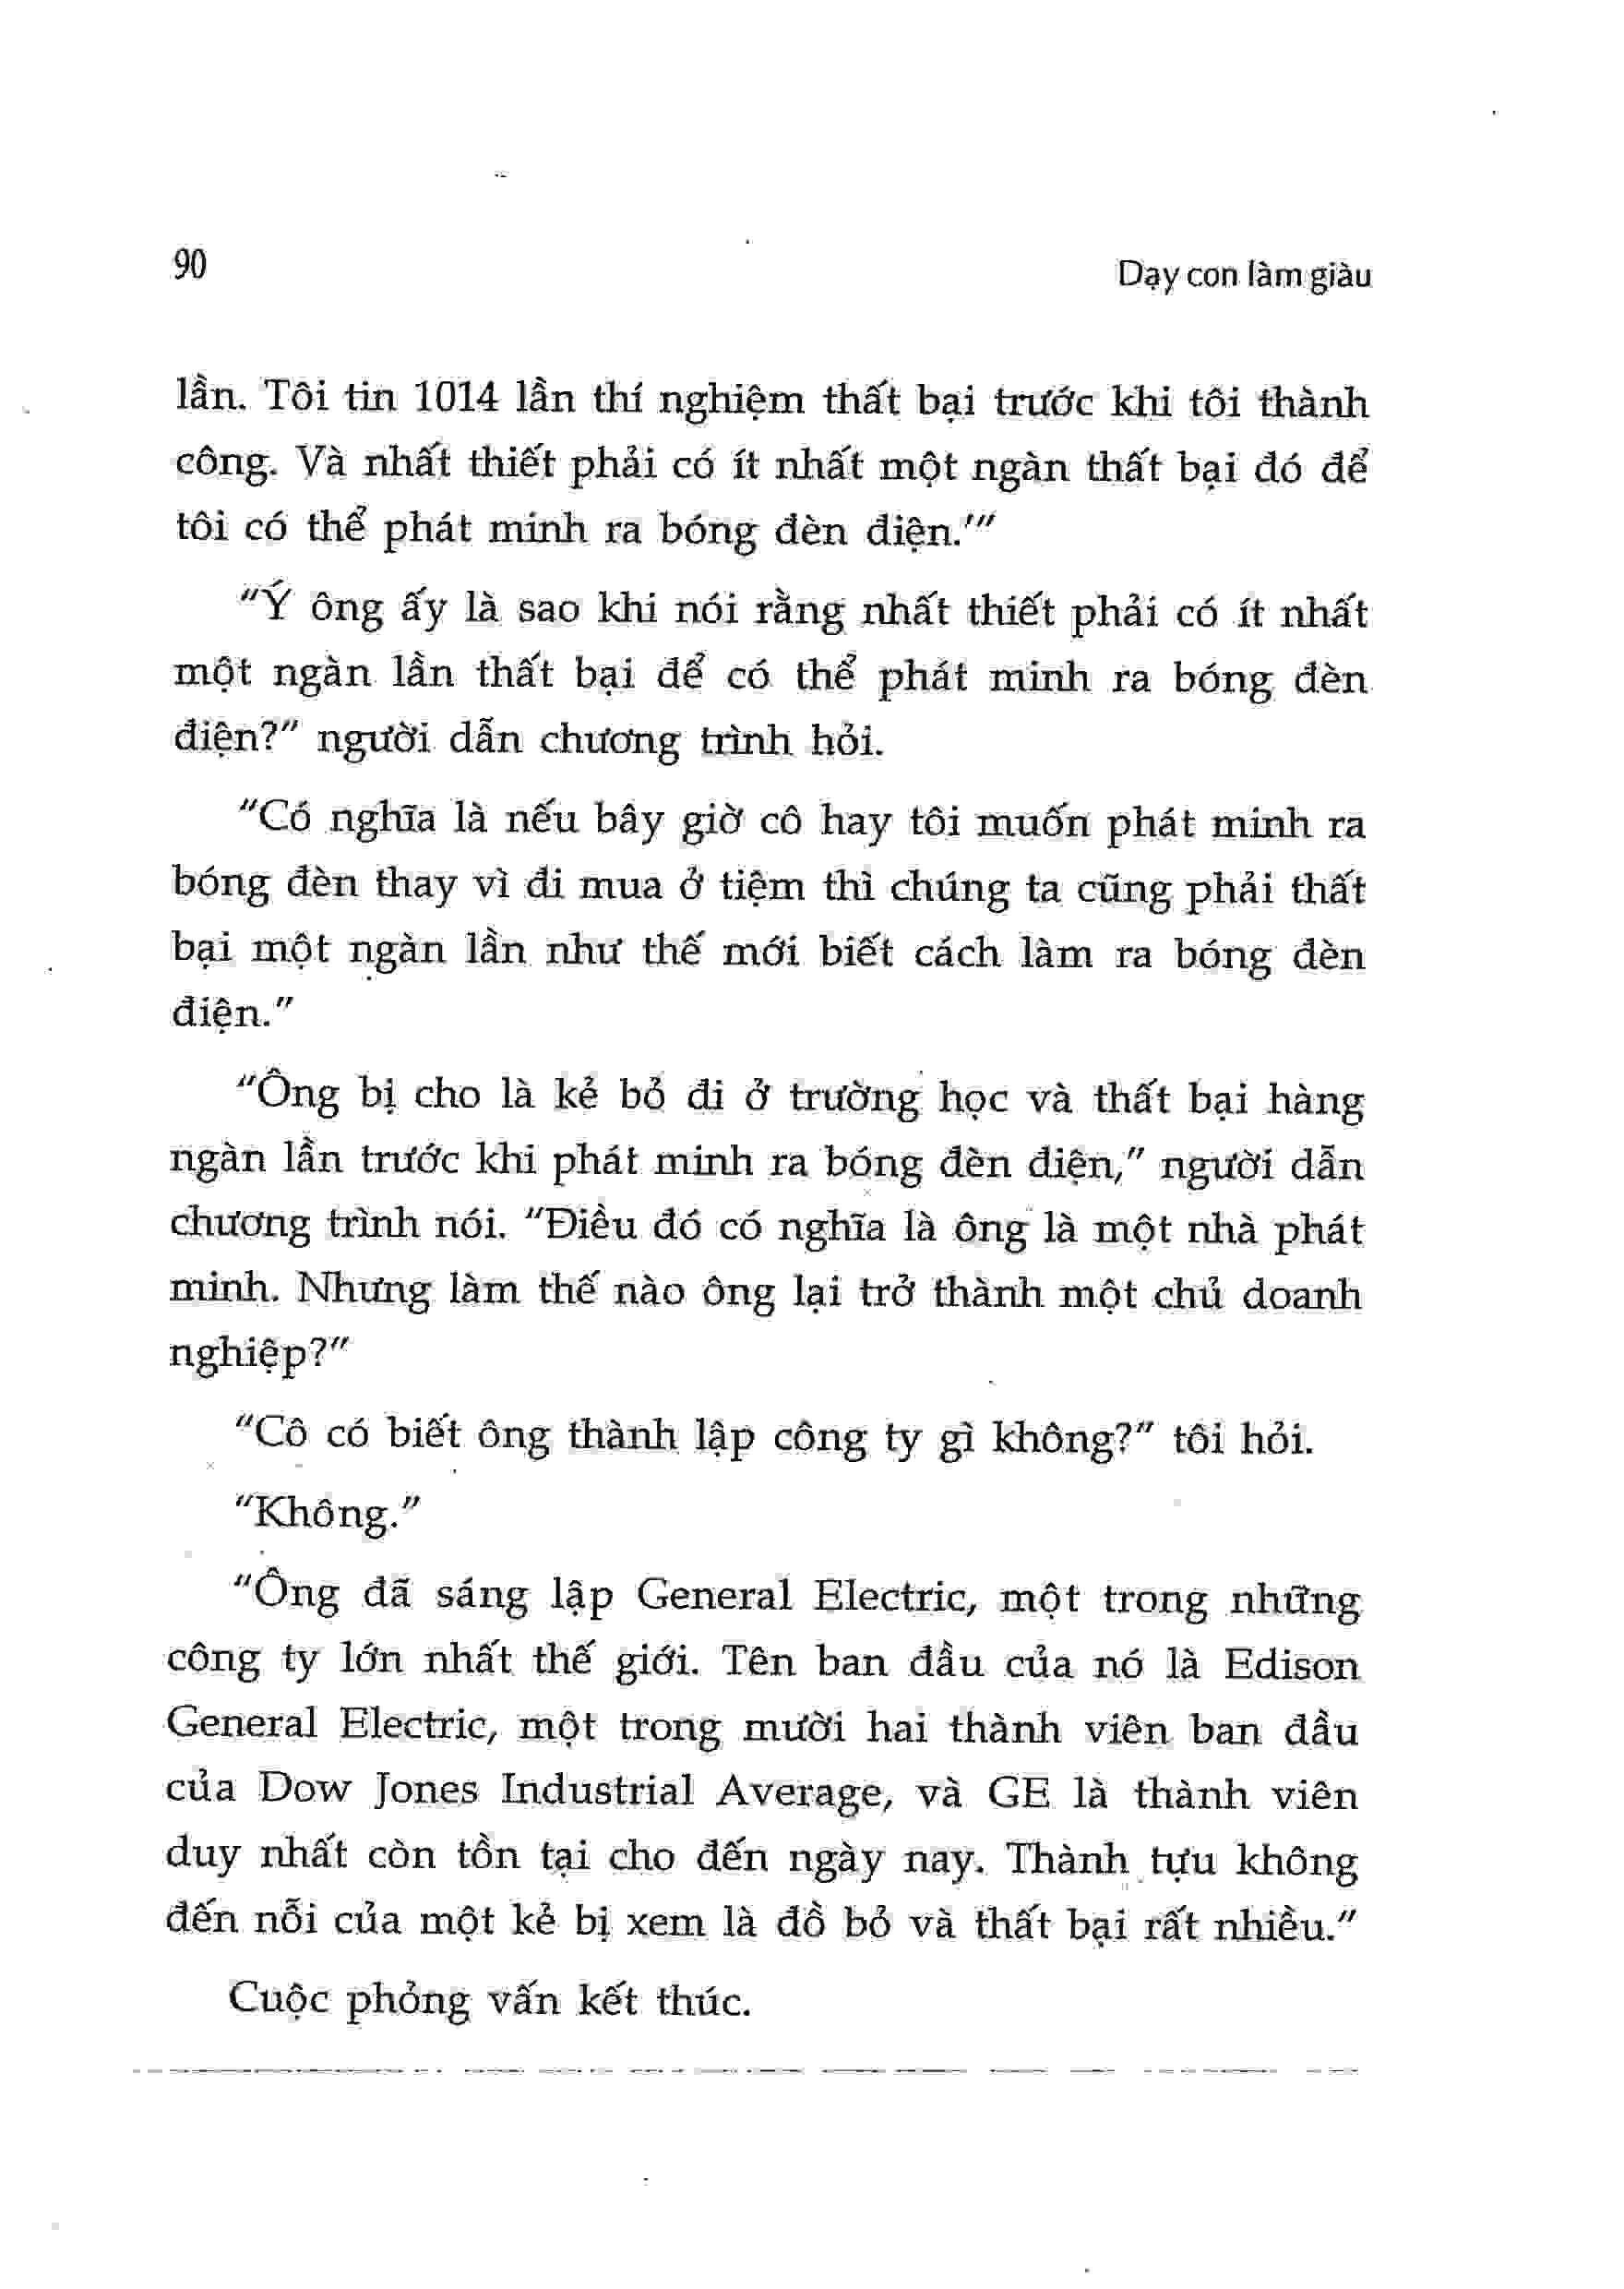 90
Dạy con làm giàu
lần. Tôi tin 1014 lần thí nghiệm thất bại trước khi tôi thành
công. Và nhất thiết phải có ít nhất một ngàn thất bại đó để
tôi có thể phát minh ra bóng đèn điện.'"
"Ý ông ấy là sao khi nói rằng nhất thiết phải có ít nhất
một ngàn lần thất bại để có thể phát minh ra bóng đèn
điện?" người dẫn chương trình hỏi.
"Có nghĩa là nếu bây giờ cô hay tôi muốn phát minh ra
bóng đèn thay vì đi mua ở tiệm thì chúng ta cũng phải thất
bại một ngàn lần như thế mới biết cách làm ra bóng đèn
điện."
"Ông bị cho là kẻ bỏ đi ở trường học và thất bại hàng
ngàn lần trước khi phát minh ra bóng đèn điện," người dẫn
chương trình nói. "Điều đó có nghĩa là ông là một nhà phát
minh. Nhưng làm thế nào ông lại trở thành một chủ doanh
nghiệp?"
"Cô có biết ông thành lập công ty gì không?" tôi hỏi.
"Không."
"Ông đã sáng lập General Electric, một trong những
công ty lớn nhất thế giới. Tên ban đầu của nó là Edison
General Electric, một trong mười hai thành viên ban đầu
của Dow Jones Industrial Average, và GE là thành viên
duy nhất còn tồn tại cho đến ngày nay. Thành tựu không
đến nỗi của một kẻ bị xem là đồ bỏ và thất bại rất nhiều."
Cuộc phỏng vấn kết thúc.